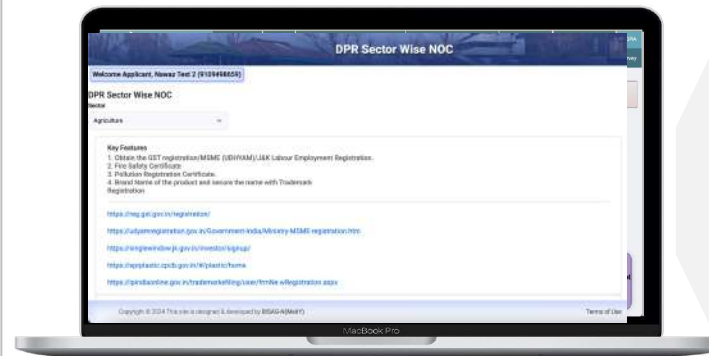 DPR Sector Wise NOC
Welcome Applicant, Nawaz Test 2 (9109498659)
DPR Sector Wise NOC
Sector
Agriculture
Key Features
1. Obtain the GST registration/MSME (UDHYAM)/J&K Labour Employment Registration.
2. Fire Safety Certificate
3. Pollution Registration Certificate.
4. Brand Name of the product and secure the name with Trademark
Registration
https://reg.gst.gov.in/registration/
https://udyamregistration.gov.in/Government-India/Ministry-MSME-registration.htm
https://singlewindow.jk.gov.in/investor/signup/
https://eprplastic.cpcb.gov.in/#/plastic/home
https://ipindiaonline.gov.in/trademarkefiling/user/frmNewRegistration.aspx
Copyright © 2024 This site is designed & developed by BISAG-N(MeitY)
Terms of Use
MacBook Pro